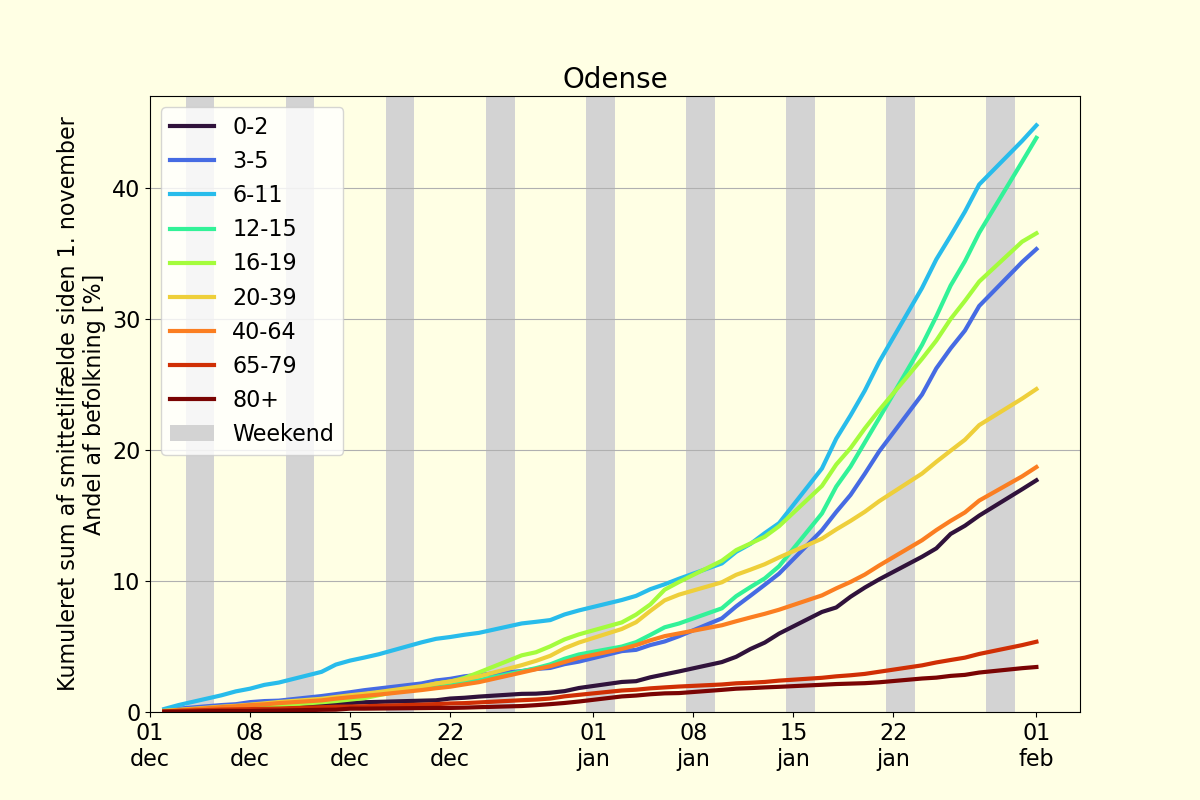 Odense
Kumuleret sum af smittetilfælde siden 1. november
Andel af befolkning [%]
0-2
3-5
6-11
12-15
16-19
20-39
40-64
65-79
80+
Weekend
40
30
20
10
0
01 dec
08 dec
15 dec
22 dec
01 jan
08 jan
15 jan
22 jan
01 feb